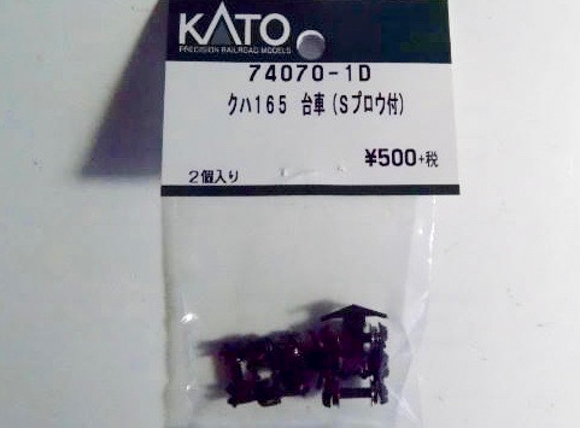 KATO
PRECISION RAILROAD MODELS
74070-1D
クハ165 台車(Sプロウ付)
¥500+税
2個入り